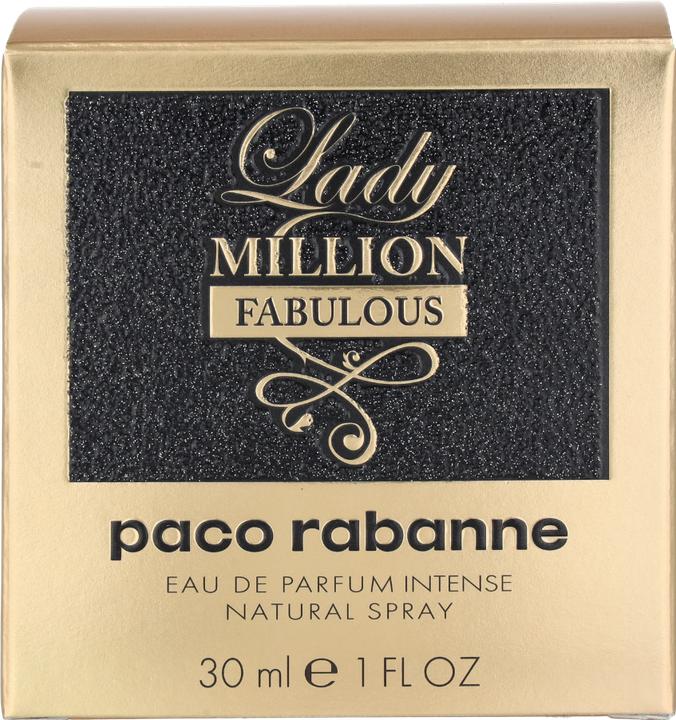 Lady
MILLION
FABULOUS
paco rabanne
EAU DE PARFUM INTENSE
NATURAL SPRAY
30 ml ℮ 1 FL OZ